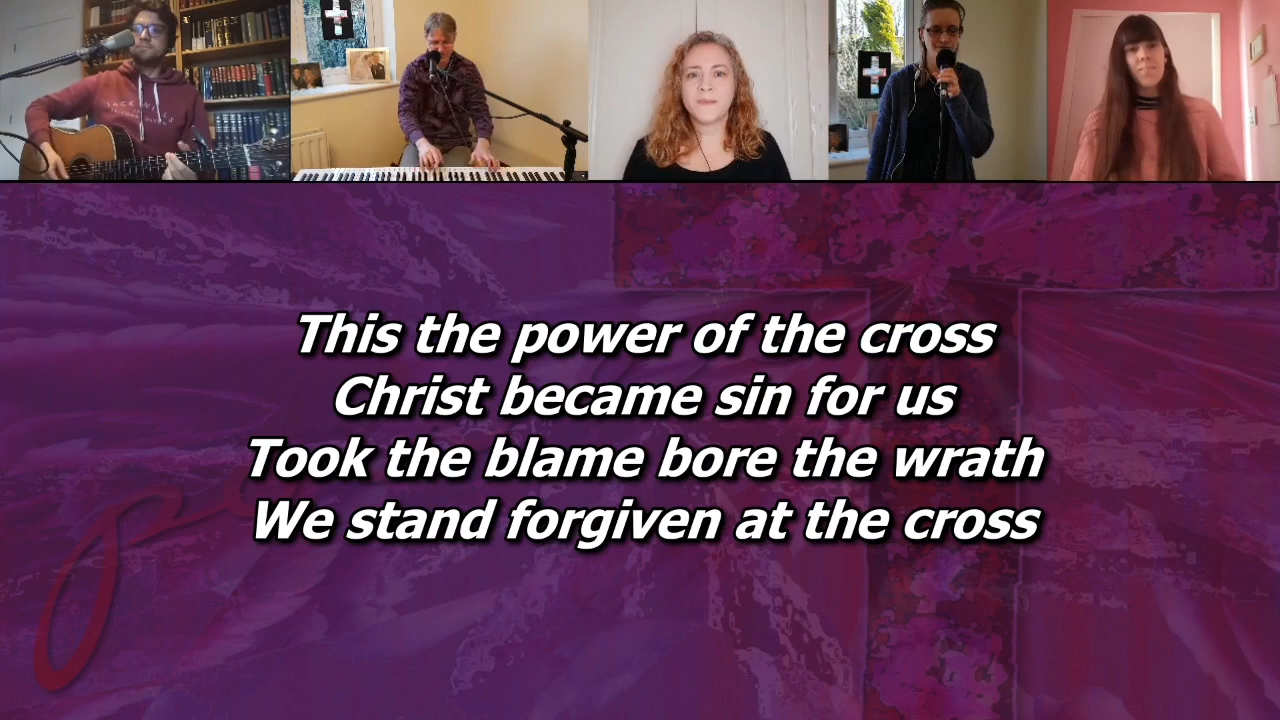 This the power of the cross
Christ became sin for us
Took the blame bore the wrath
We stand forgiven at the cross